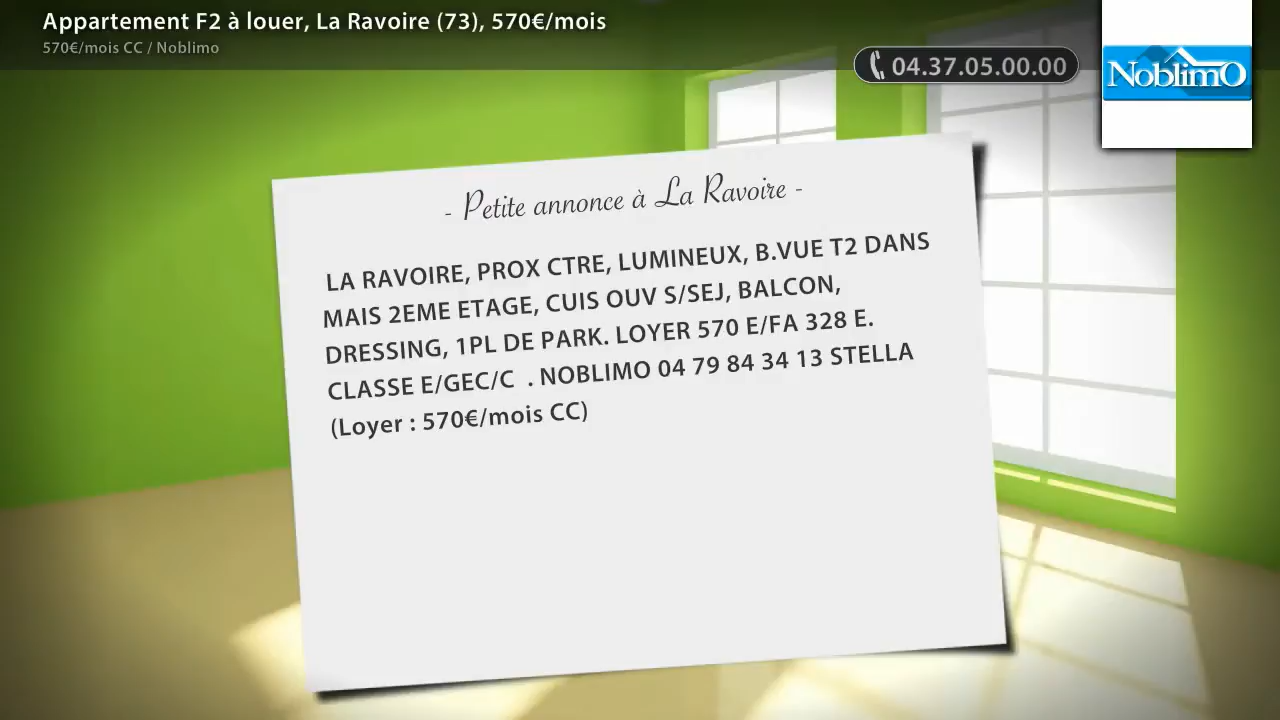 Appartement F2 à louer, La Ravoire (73), 570€/mois
570€/mois CC / Noblimo
04.37.05.00.00
NoblimO
- Petite annonce à La Ravoire -
LA RAVOIRE, PROX CTRE, LUMINEUX, B.VUE T2 DANS
MAIS 2EME ETAGE, CUIS OUV S/SEJ, BALCON,
DRESSING, 1PL DE PARK. LOYER 570 E/FA 328 E.
CLASSE E/GEC/C  . NOBLIMO 04 79 84 34 13 STELLA
(Loyer : 570€/mois CC)